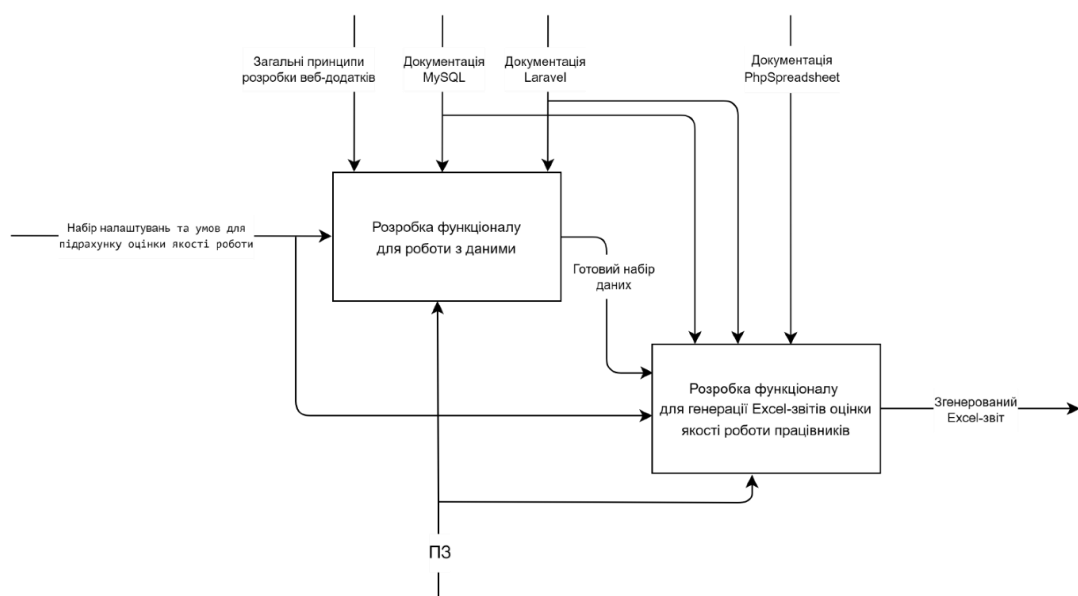 Загальні принципи
розробки веб-додатків
Документація
MySQL
Документація
Laravel
Документація
PhpSpreadsheet
Набір налаштувань та умов для
підрахунку оцінки якості роботи
Розробка функціоналу
для роботи з даними
Готовий набір
даних
Розробка функціоналу
для генерації Excel-звітів оцінки
якості роботи працівників
Згенерований
Excel-звіт
ПЗ